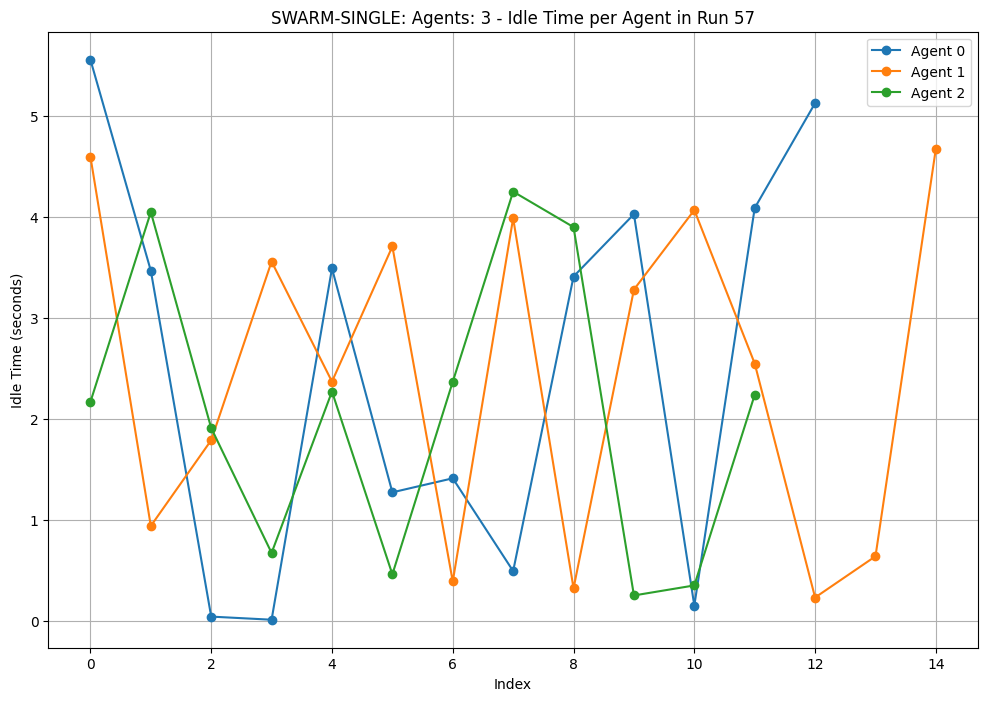 SWARM-SINGLE: Agents: 3 - Idle Time per Agent in Run 57
Agent 0
Agent 1
Agent 2
Idle Time (seconds)
5
4
3
2
1
0
0 2 4 6 8 10 12 14
Index